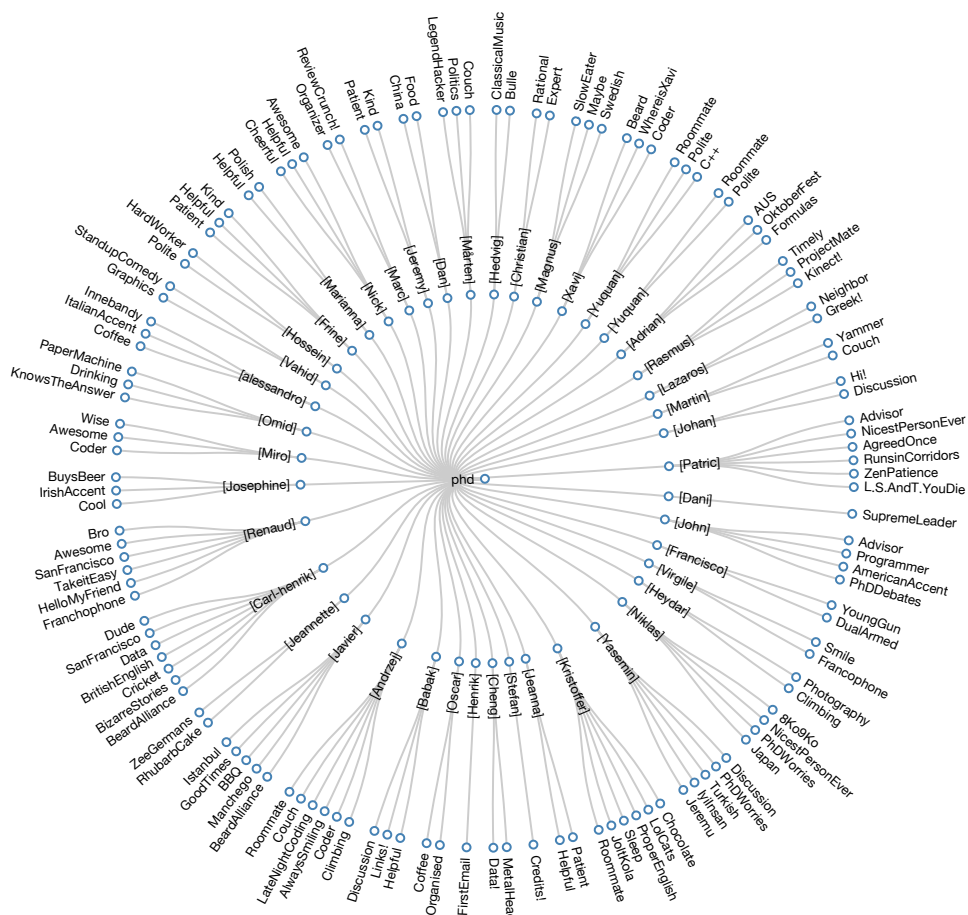 phd
[Mårten]
LegendHacker
Politics
Couch
[Hedvig]
ClassicalMusic
Bulle
[Christian]
Rational
Expert
[Magnus]
SlowEater
Maybe
Swedish
[Xavi]
Beard
WhereisXavi
Coder
[Yuquan]
Roommate
Polite
C++
[Yuquan]
Roommate
Polite
[Adrian]
AUS
OktoberFest
Formulas
[Rasmus]
Timely
ProjectMate
Kinect!
[Lazaros]
Neighbor
Greek!
[Martin]
Yammer
Couch
[Johan]
Hi!
Discussion
[Patric]
Advisor
NicestPersonEver
AgreedOnce
RunsinCorridors
ZenPatience
L.S.AndT.YouDie
[Dani]
SupremeLeader
[John]
Advisor
Programmer
AmericanAccent
PhDDebates
[Francisco]
YoungGun
DualArmed
[Virgile]
Smile
Francophone
[Heydar]
Photography
Climbing
[Niklas]
8Ko9Ko
NicestPersonEver
PhDWorries
Japan
[Yasemin]
Discussion
PhDWorries
Turkish
IyiInsan
Jeremu
[Kristoffer]
Chocolate
LolCats
ProperEnglish
Sleep
JoltKola
Roommate
[Jeanna]
Patient
Helpful
[Stefan]
Credits!
[Cheng]
MetalHea
Data!
[Henrik]
FirstEmail
[Oscar]
Organised
Coffee
[Babak]
Helpful
Links!
Discussion
[Andrzej]
Climbing
Coder
AlwaysSmiling
LateNightCoding
Couch
Roommate
[Javier]
BeardAlliance
Manchego
BBQ
GoodTimes
Istanbul
[Jeannette]
RhubarbCake
ZeeGermans
[Carl-henrik]
BeardAlliance
BizarreStories
Cricket
BritishEnglish
Data
SanFrancisco
Dude
[Renaud]
Franchophone
HelloMyFriend
TakeitEasy
SanFrancisco
Awesome
Bro
[Josephine]
Cool
IrishAccent
BuysBeer
[Miro]
Coder
Awesome
Wise
[Omid]
KnowsTheAnswer
Drinking
PaperMachine
[alessandro]
Coffee
ItalianAccent
Innebandy
[Vahid]
Graphics
StandupComedy
[Hossein]
Polite
HardWorker
[Frine]
Patient
Helpful
Kind
[Marianna]
Helpful
Polish
[Nick]
Cheerful
Helpful
Awesome
[Marc]
Organizer
ReviewCrunch!
[Jeremy]
Patient
Kind
[Dan]
China
Food